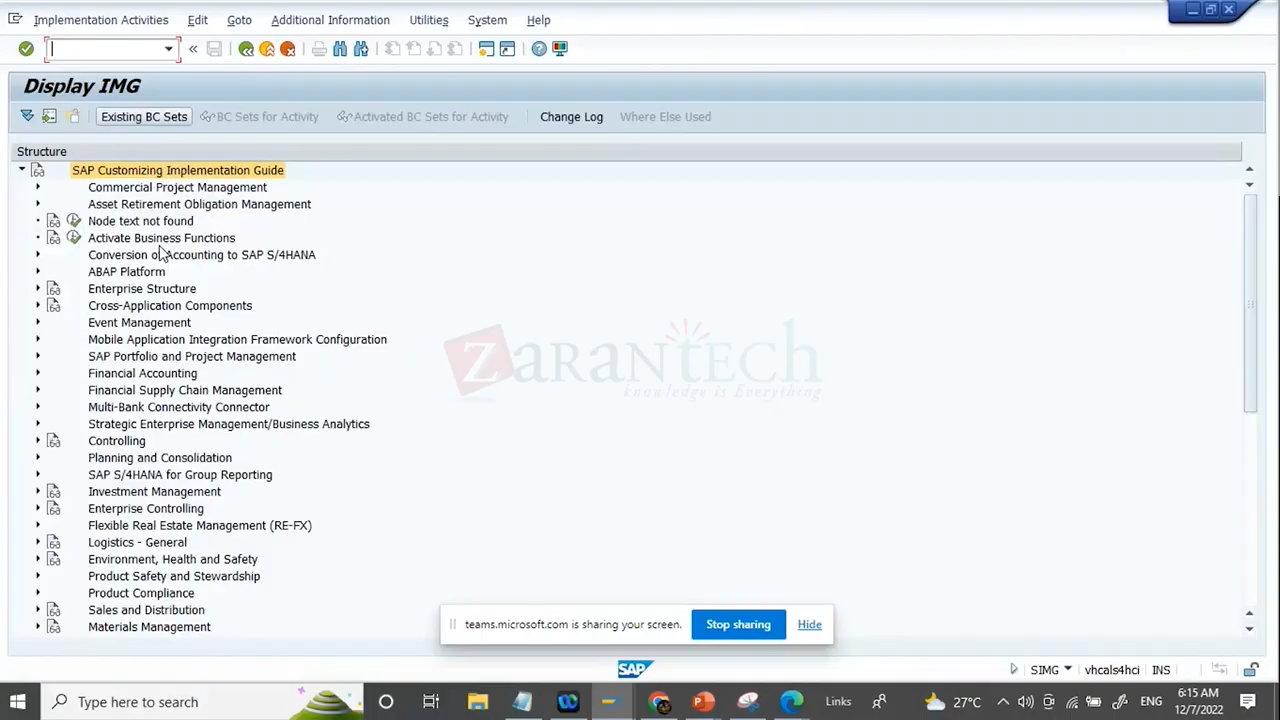 Implementation Activities Edit Goto Additional Information Utilities System Help
Display IMG
Existing BC Sets BC Sets for Activity Activated BC Sets for Activity Change Log Where Else Used
Structure
SAP Customizing Implementation Guide
Commercial Project Management
Asset Retirement Obligation Management
Node text not found
Activate Business Functions
Conversion of Accounting to SAP S/4HANA
ABAP Platform
Enterprise Structure
Cross-Application Components
Event Management
Mobile Application Integration Framework Configuration
SAP Portfolio and Project Management
Financial Accounting
Financial Supply Chain Management
Multi-Bank Connectivity Connector
Strategic Enterprise Management/Business Analytics
Controlling
Planning and Consolidation
SAP S/4HANA for Group Reporting
Investment Management
Enterprise Controlling
Flexible Real Estate Management (RE-FX)
Logistics - General
Environment, Health and Safety
Product Safety and Stewardship
Product Compliance
Sales and Distribution
Materials Management
ZaranTech
knowledge is Everything
teams.microsoft.com is sharing your screen. Stop sharing Hide
SAP SIMG vhcals4hci INS
Type here to search Links 27°C ENG 6:15 AM
12/7/2022